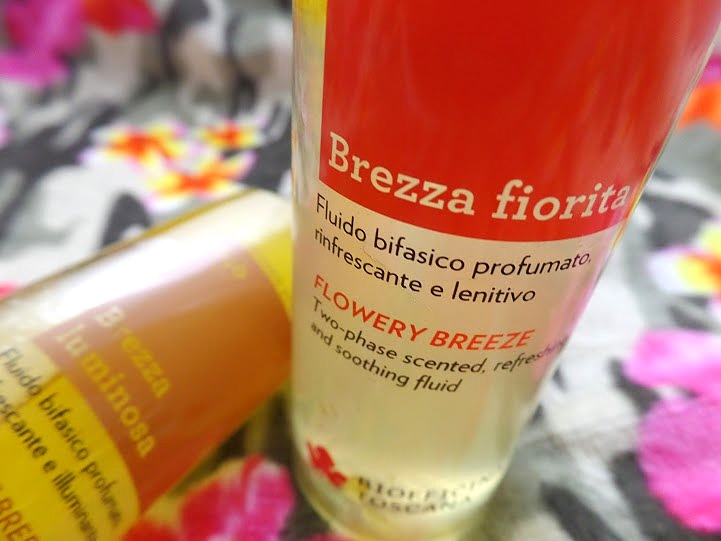 Brezza fiorita
Fluido bifasico profumato,
rinfrescante e lenitivo
FLOWERY BREEZE
Two-phase scented, refreshing
and soothing fluid
TOSCANA
Brezza
luminosa
Fluido bifasico